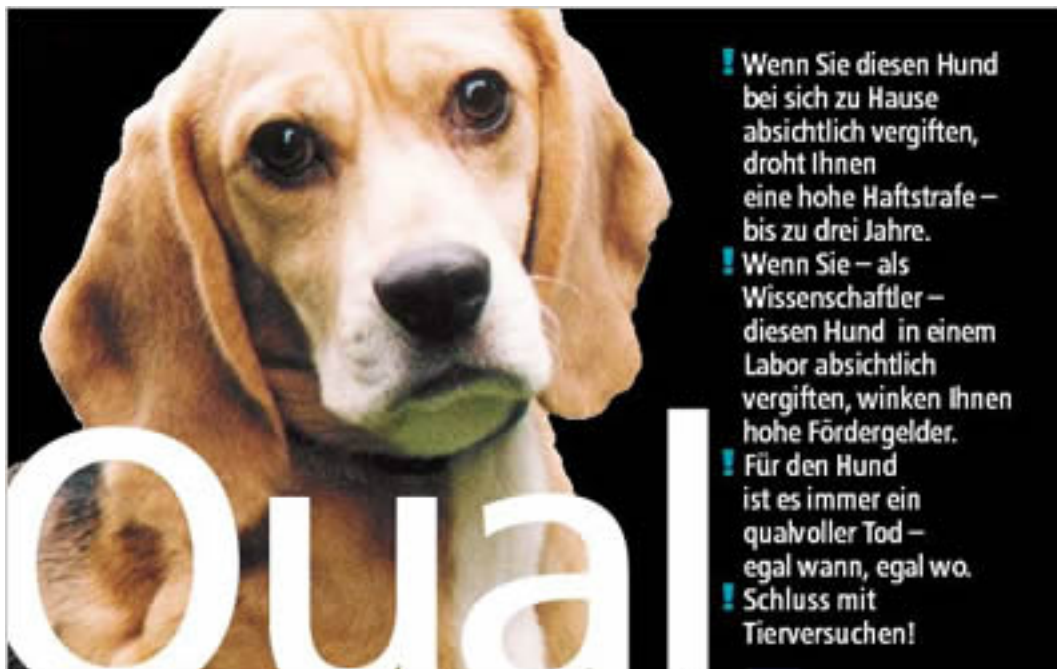 ! Wenn Sie diesen Hund
bei sich zu Hause
absichtlich vergiften,
droht Ihnen
eine hohe Haftstrafe –
bis zu drei Jahre.
! Wenn Sie – als
Wissenschaftler –
diesen Hund in einem
Labor absichtlich
vergiften, winken Ihnen
hohe Fördergelder.
! Für den Hund
ist es immer ein
qualvoller Tod –
egal wann, egal wo.
! Schluss mit
Tierversuchen!
Qual